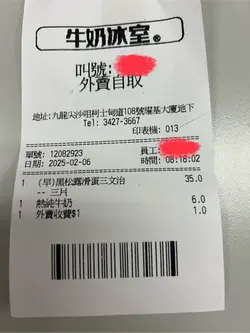 牛奶冰室®
叫號:
外賣自取
地址:九龍尖沙咀柯士甸道108號燿基大廈地下
Tel: 3427-3667
印表機: 013
單號: 12082923 員工:
日期: 2025-02-06 時間: 08:18:02
1 (早)黑松露滑蛋三文治 35.0
-- 三只
1 熱純牛奶 6.0
1 外賣收費$1 1.0